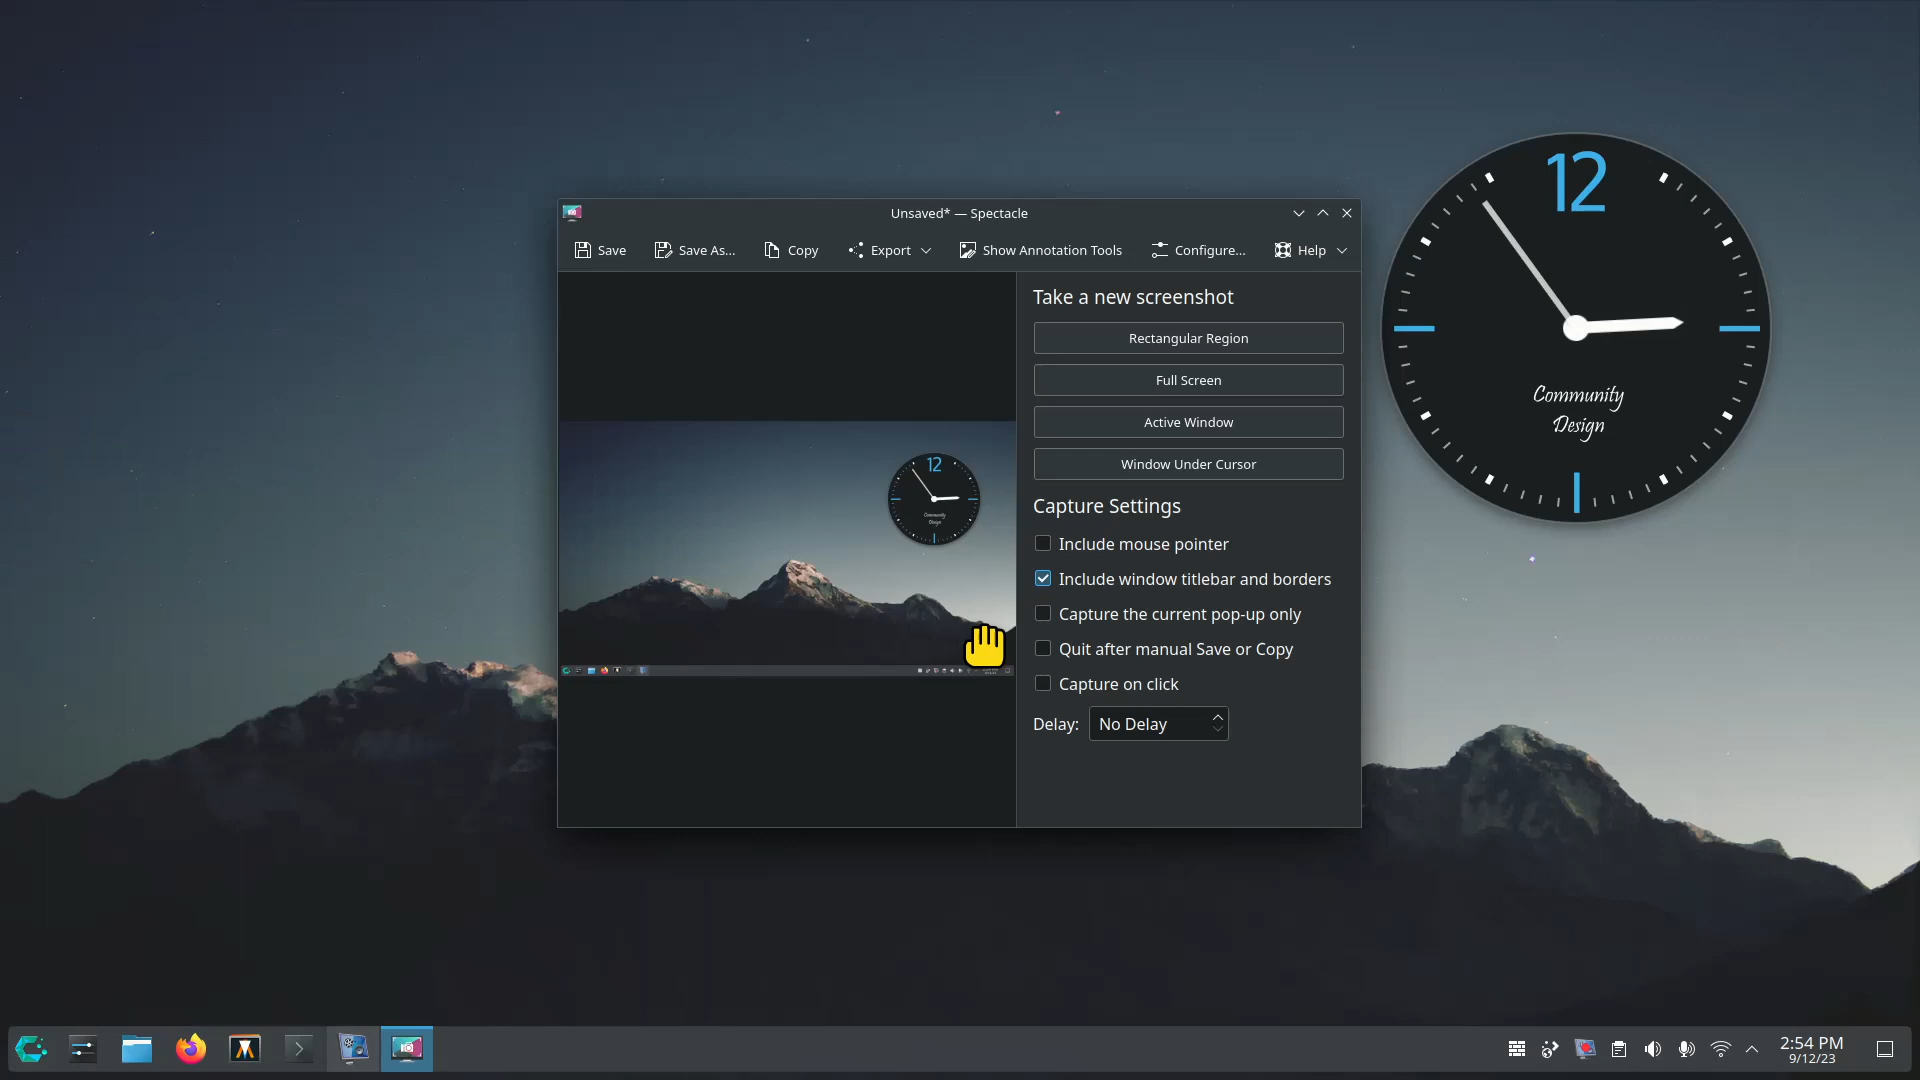 Unsaved* — Spectacle
Save
Save As...
Copy
Export
Show Annotation Tools
Configure...
Help
Take a new screenshot
Rectangular Region
Full Screen
Active Window
Window Under Cursor
Capture Settings
Include mouse pointer
Include window titlebar and borders
Capture the current pop-up only
Quit after manual Save or Copy
Capture on click
Delay: No Delay
12
Community
Design
12
Community
Design
2:54 PM
9/12/23